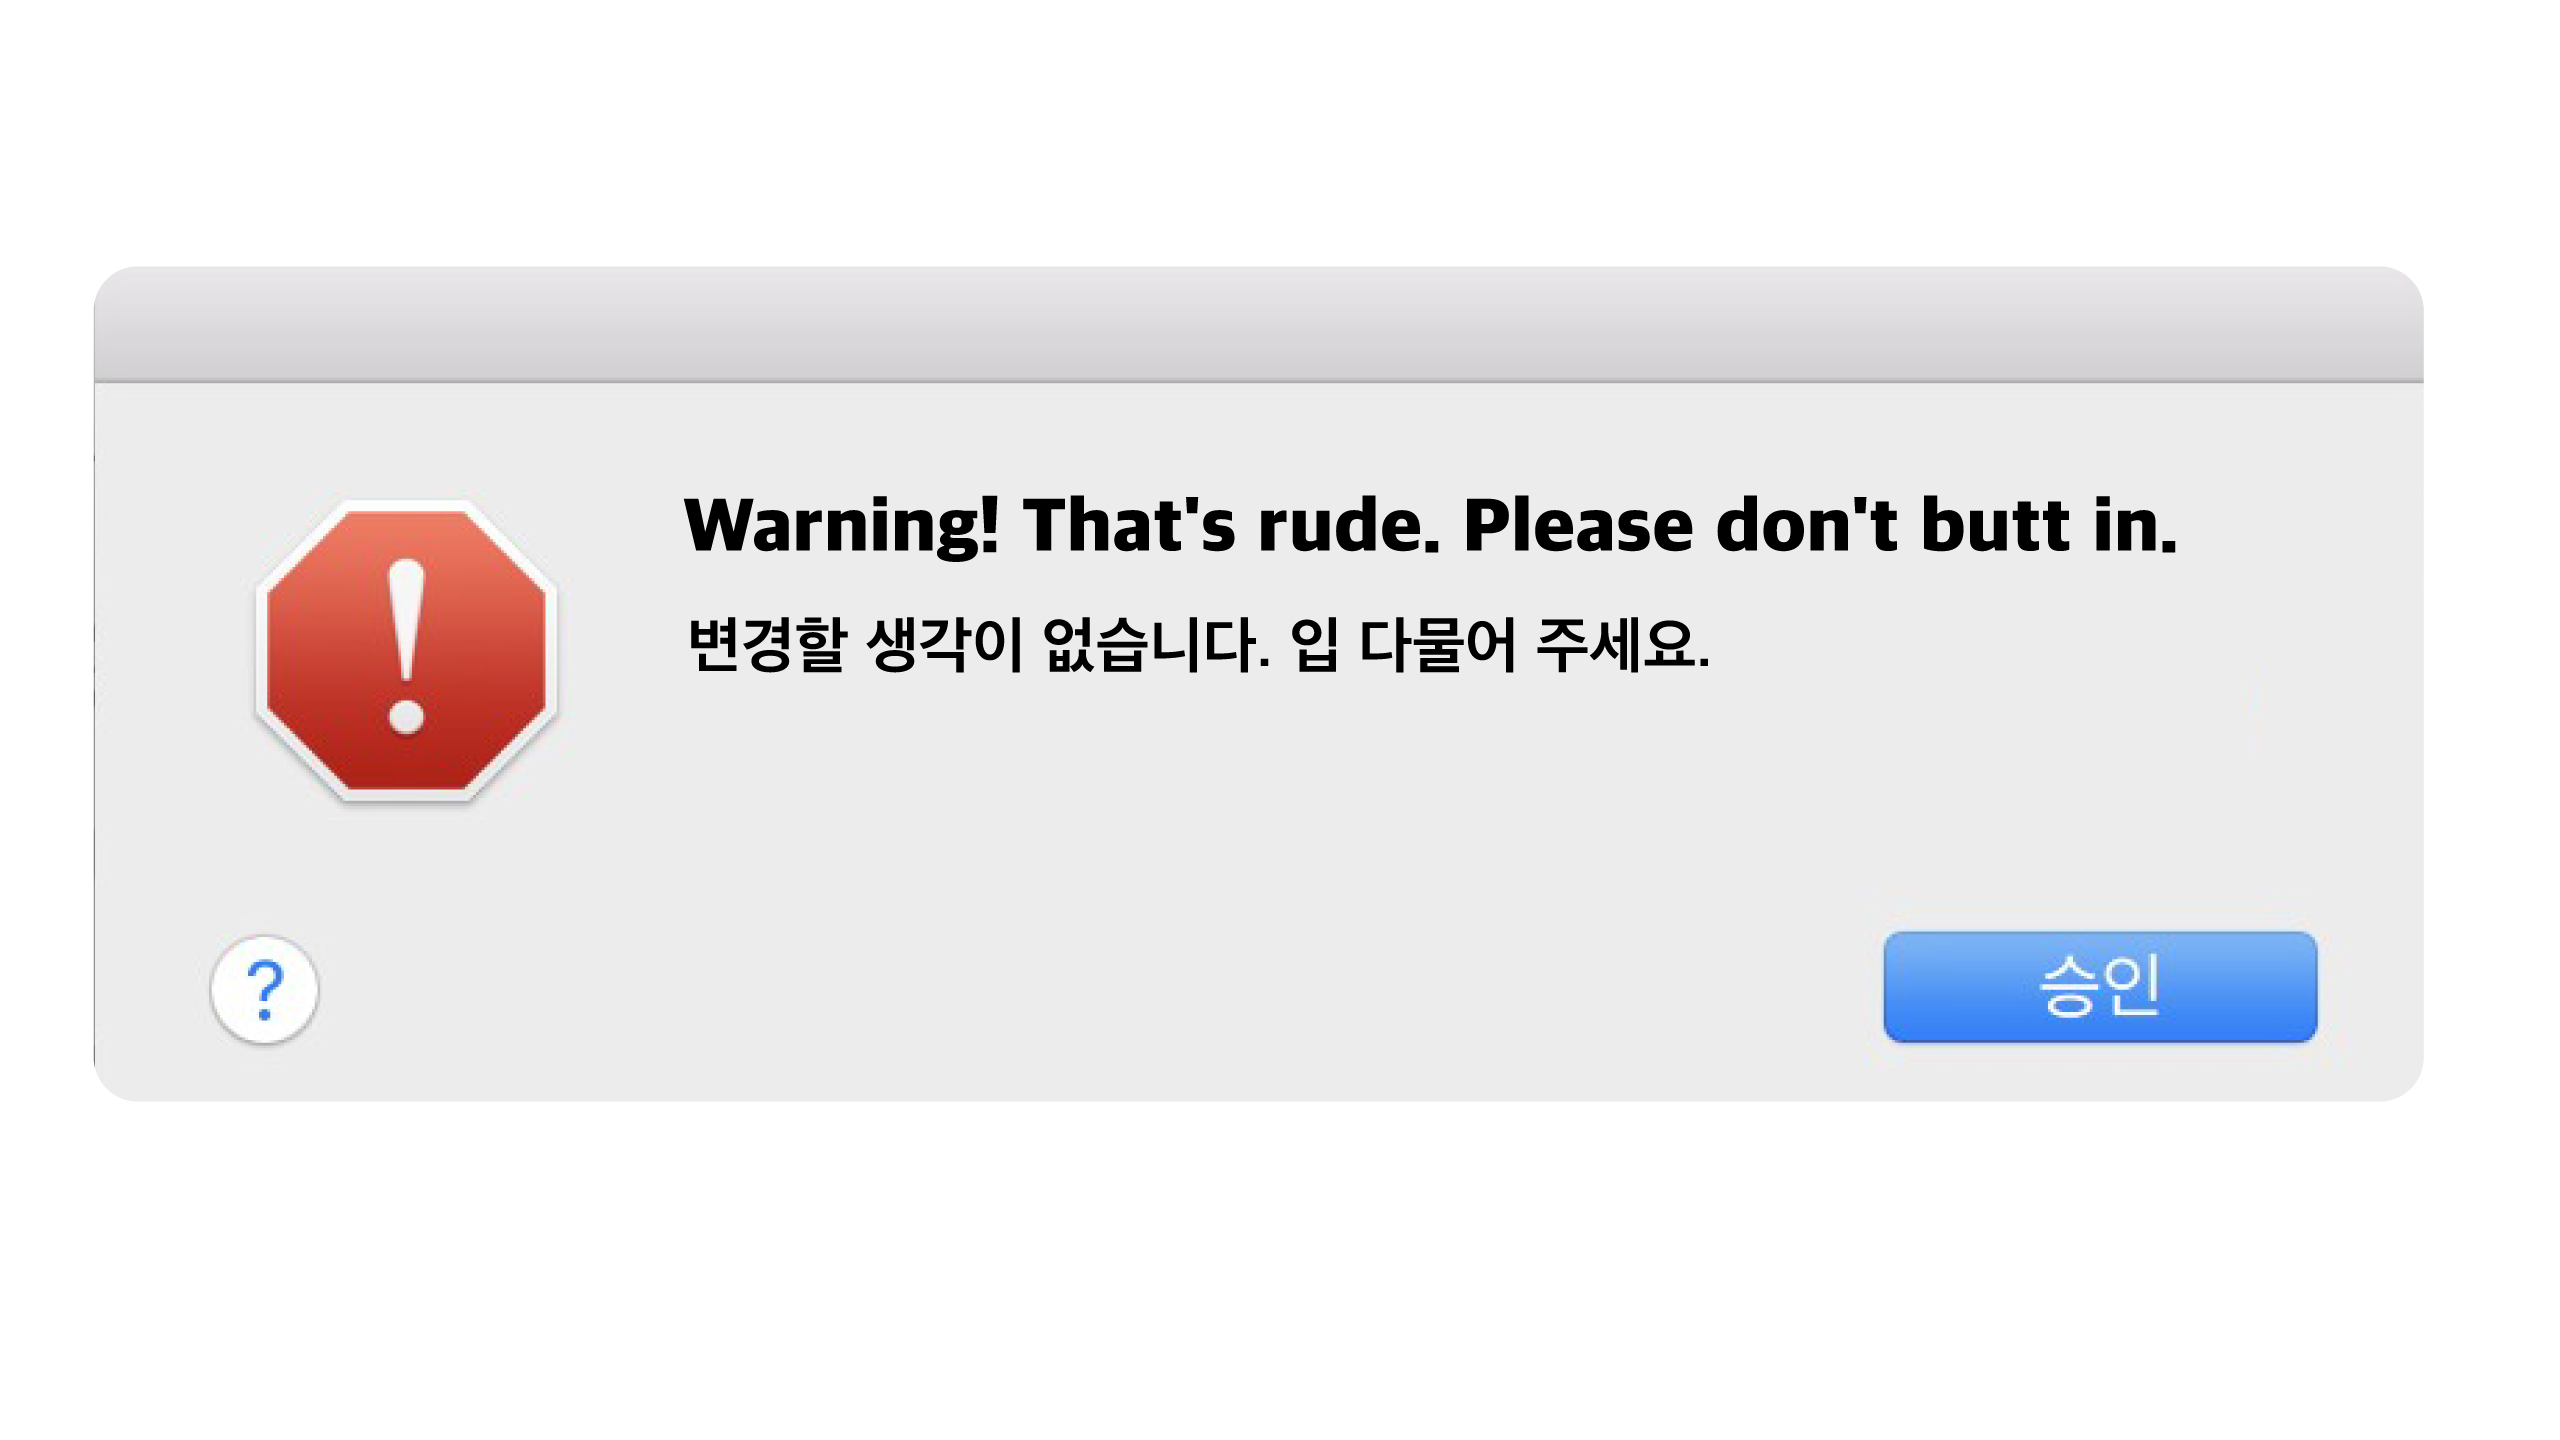 Warning! That's rude. Please don't butt in.
변경할 생각이 없습니다. 입 다물어 주세요.
?
승인